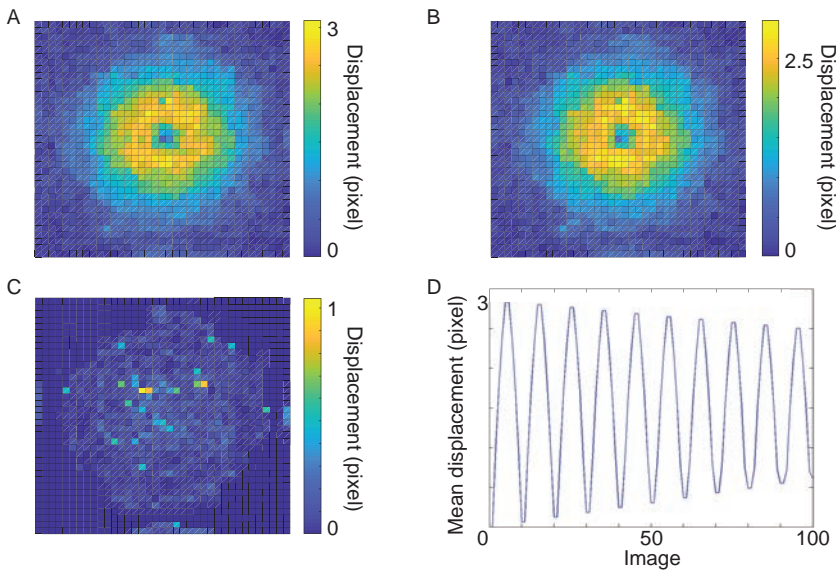 A
3
Displacement (pixel)
0
B
2.5
Displacement (pixel)
0
C
1
Displacement (pixel)
0
D
3
Mean displacement (pixel)
0
50
100
Image